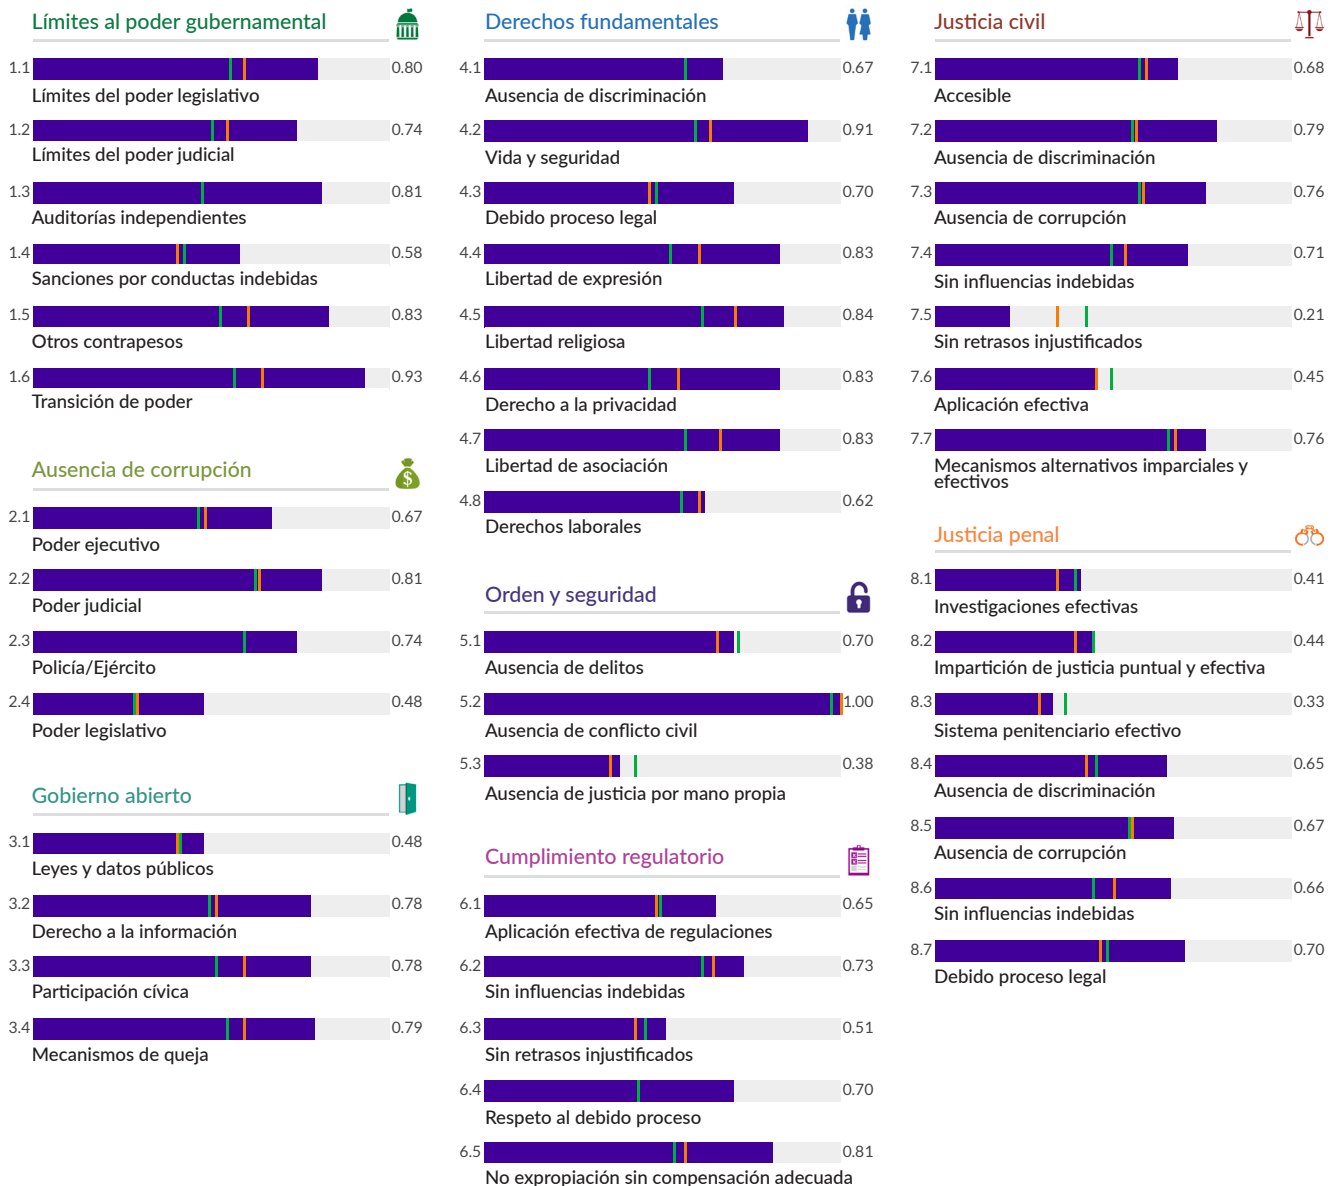 Límites al poder gubernamental
1.1 0.80
Límites del poder legislativo
1.2 0.74
Límites del poder judicial
1.3 0.81
Auditorías independientes
1.4 0.58
Sanciones por conductas indebidas
1.5 0.83
Otros contrapesos
1.6 0.93
Transición de poder
Ausencia de corrupción
$
2.1 0.67
Poder ejecutivo
2.2 0.81
Poder judicial
2.3 0.74
Policía/Ejército
2.4 0.48
Poder legislativo
Gobierno abierto
3.1 0.48
Leyes y datos públicos
3.2 0.78
Derecho a la información
3.3 0.78
Participación cívica
3.4 0.79
Mecanismos de queja
Derechos fundamentales
4.1 0.67
Ausencia de discriminación
4.2 0.91
Vida y seguridad
4.3 0.70
Debido proceso legal
4.4 0.83
Libertad de expresión
4.5 0.84
Libertad religiosa
4.6 0.83
Derecho a la privacidad
4.7 0.83
Libertad de asociación
4.8 0.62
Derechos laborales
Orden y seguridad
5.1 0.70
Ausencia de delitos
5.2 1.00
Ausencia de conflicto civil
5.3 0.38
Ausencia de justicia por mano propia
Cumplimiento regulatorio
6.1 0.65
Aplicación efectiva de regulaciones
6.2 0.73
Sin influencias indebidas
6.3 0.51
Sin retrasos injustificados
6.4 0.70
Respeto al debido proceso
6.5 0.81
No expropiación sin compensación adecuada
Justicia civil
7.1 0.68
Accesible
7.2 0.79
Ausencia de discriminación
7.3 0.76
Ausencia de corrupción
7.4 0.71
Sin influencias indebidas
7.5 0.21
Sin retrasos injustificados
7.6 0.45
Aplicación efectiva
7.7 0.76
Mecanismos alternativos imparciales y
efectivos
Justicia penal
8.1 0.41
Investigaciones efectivas
8.2 0.44
Impartición de justicia puntual y efectiva
8.3 0.33
Sistema penitenciario efectivo
8.4 0.65
Ausencia de discriminación
8.5 0.67
Ausencia de corrupción
8.6 0.66
Sin influencias indebidas
8.7 0.70
Debido proceso legal